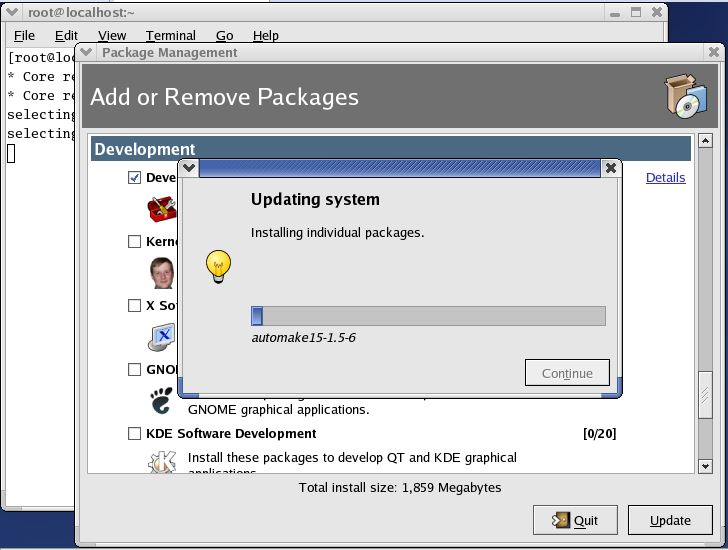 root@localhost:~
File Edit View Terminal Go Help
[root@loc
* Core re
* Core re
selecting
selecting
Package Management
Add or Remove Packages
Development
Deve
Details
Kerne
X Sof
GNO
GNOME graphical applications.
KDE Software Development [0/20]
Install these packages to develop QT and KDE graphical
Total install size: 1,859 Megabytes
Quit Update
Updating system
Installing individual packages.
automake15-1.5-6
Continue